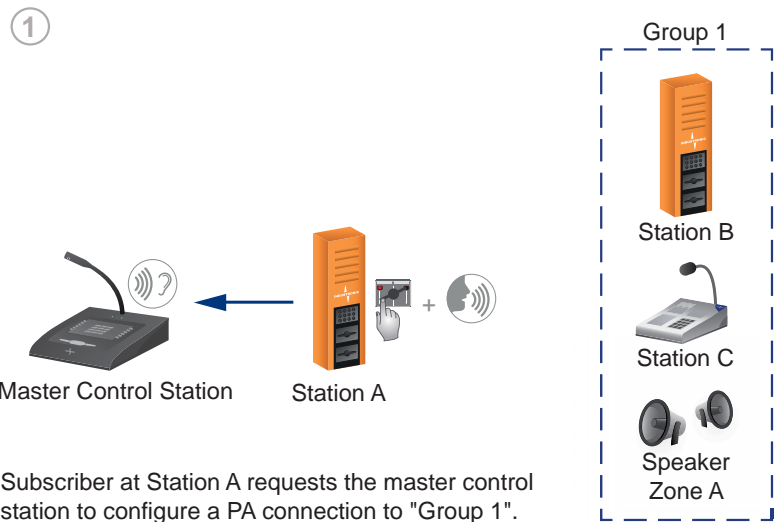 1
Group 1
Station B
Station C
Speaker
Zone A
Master Control Station
Station A
+
Subscriber at Station A requests the master control
station to configure a PA connection to "Group 1".